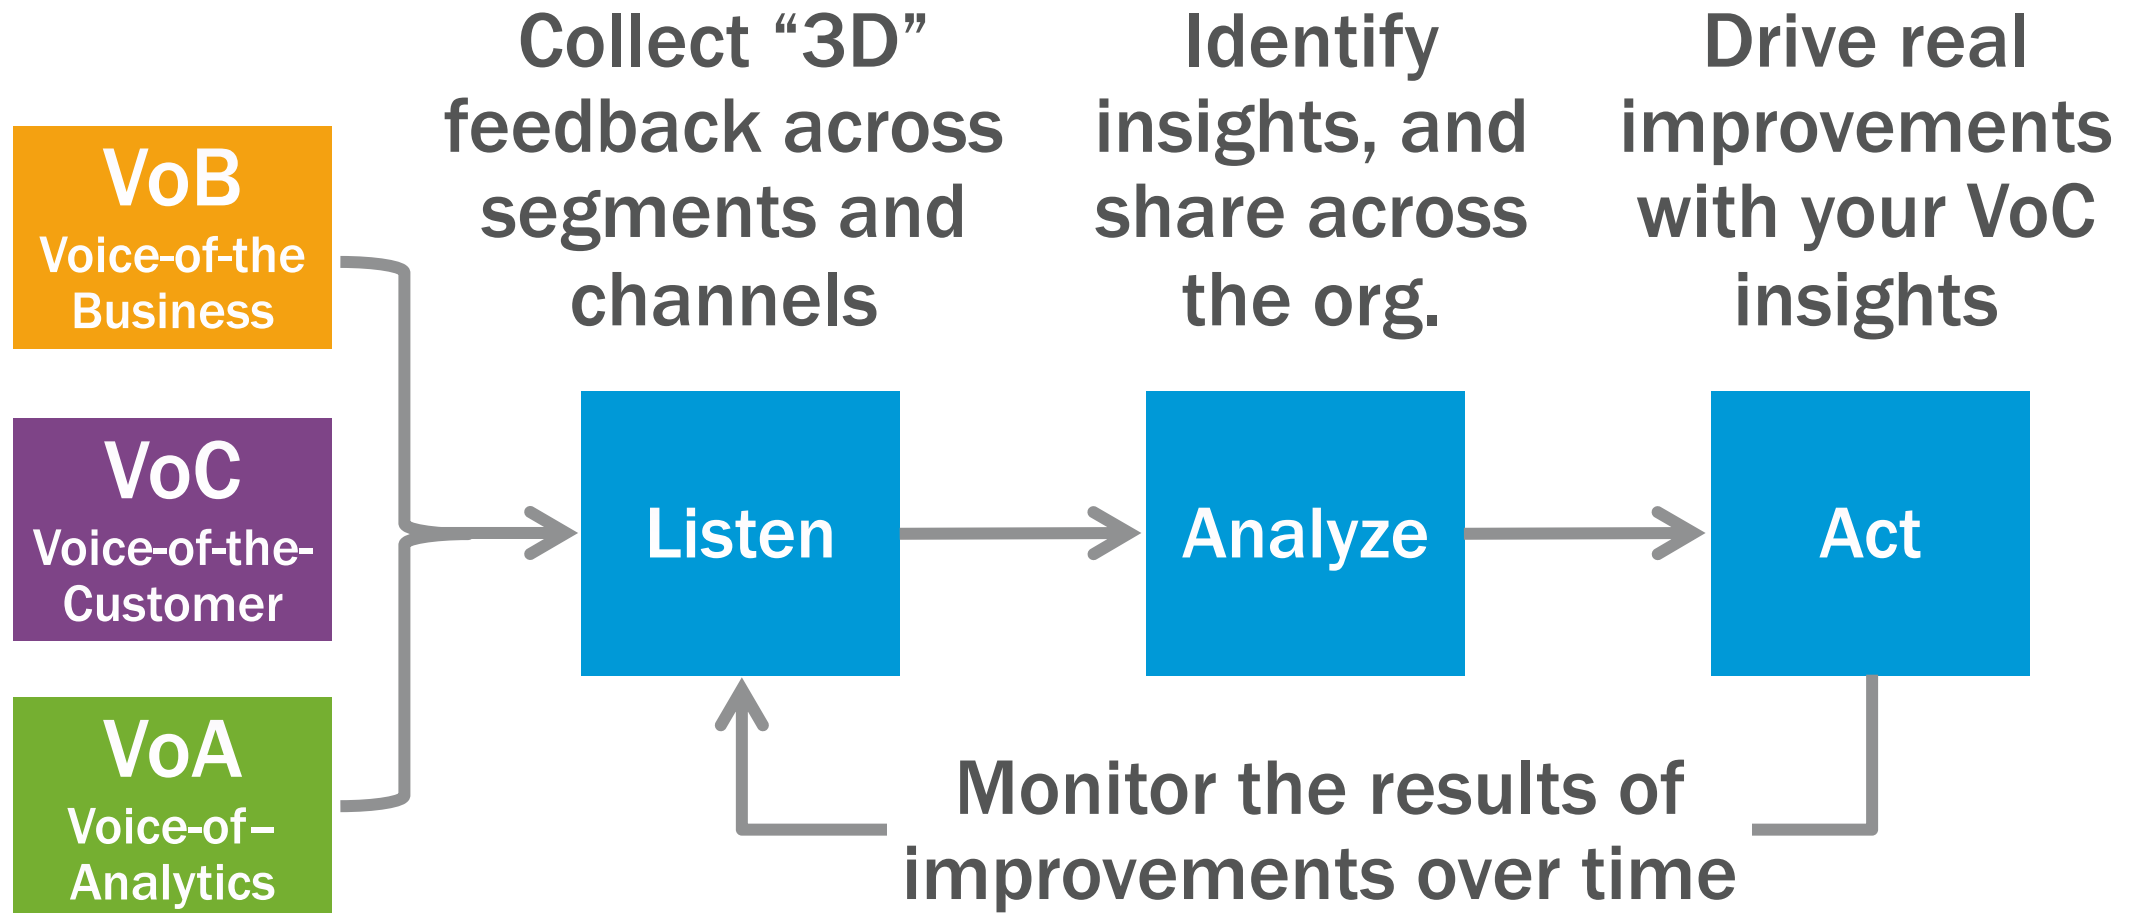 VoB
Voice-of-the
Business
VoC
Voice-of-the-
Customer
VoA
Voice-of–
Analytics
Collect “3D”
feedback across
segments and
channels
Listen
Identify
insights, and
share across
the org.
Analyze
Drive real
improvements
with your VoC
insights
Act
Monitor the results of
improvements over time